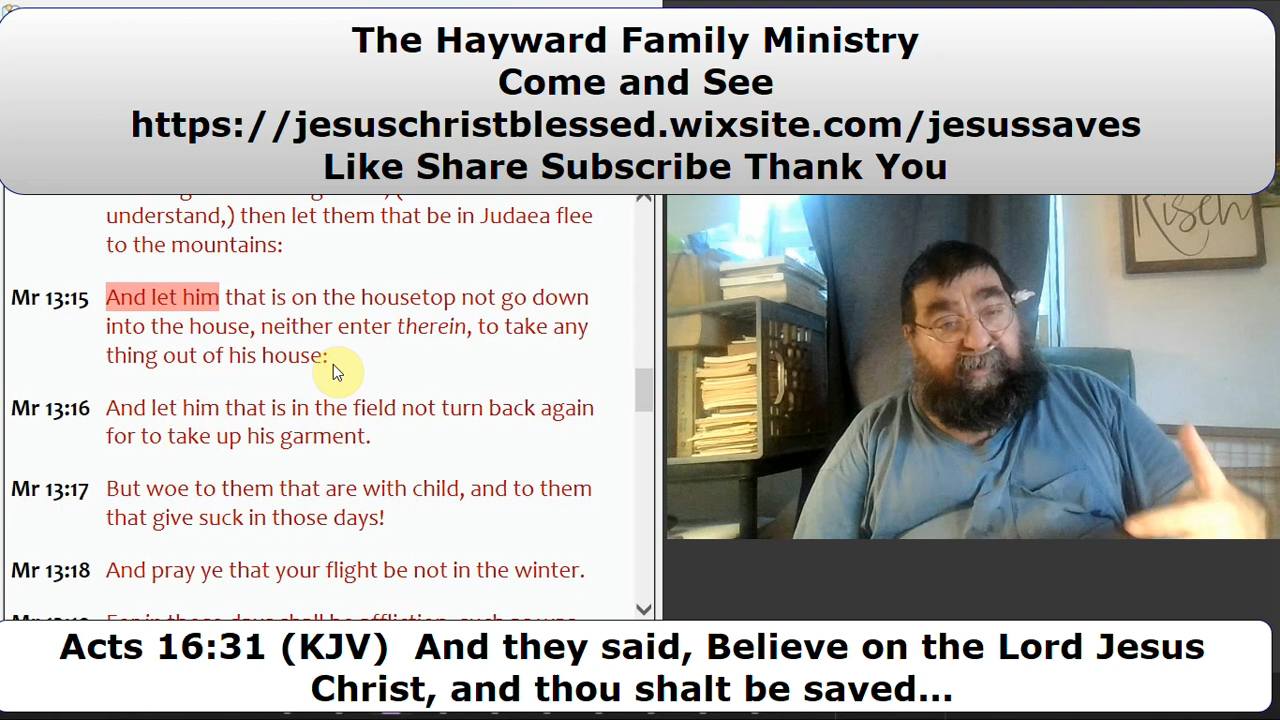 The Hayward Family Ministry
Come and See
https://jesuschristblessed.wixsite.com/jesussaves
Like Share Subscribe Thank You
understand,) then let them that be in Judaea flee
to the mountains:
Mr 13:15 And let him that is on the housetop not go down
into the house, neither enter therein, to take any
thing out of his house:
Mr 13:16 And let him that is in the field not turn back again
for to take up his garment.
Mr 13:17 But woe to them that are with child, and to them
that give suck in those days!
Mr 13:18 And pray ye that your flight be not in the winter.
Risen
Acts 16:31 (KJV) And they said, Believe on the Lord Jesus
Christ, and thou shalt be saved...